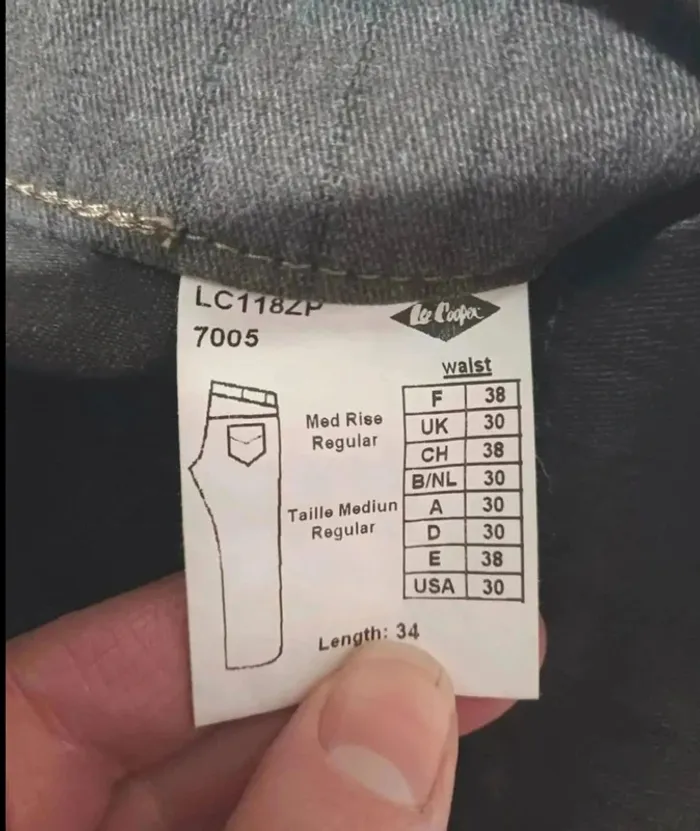 LC118ZP
Lee Cooper
7005
waist
F 38
UK 30
CH 38
B/NL 30
A 30
D 30
E 38
USA 30
Med Rise
Regular
Taille Mediun
Regular
Length: 34